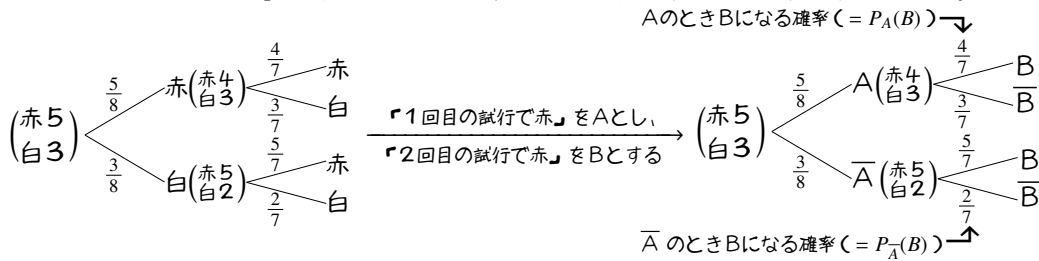 AのときBになる確率(= P_A(B))
(赤5 白3)
5/8
赤(赤4 白3)
4/7
赤
3/7
白
3/8
白(赤5 白2)
5/7
赤
2/7
白
『1回目の試行で赤』をAとし、
『2回目の試行で赤』をBとする
(赤5 白3)
5/8
A(赤4 白3)
4/7
B
3/7
B̅
3/8
A̅(赤5 白2)
5/7
B
2/7
B̅
A̅ のときBになる確率(= P_A̅(B))